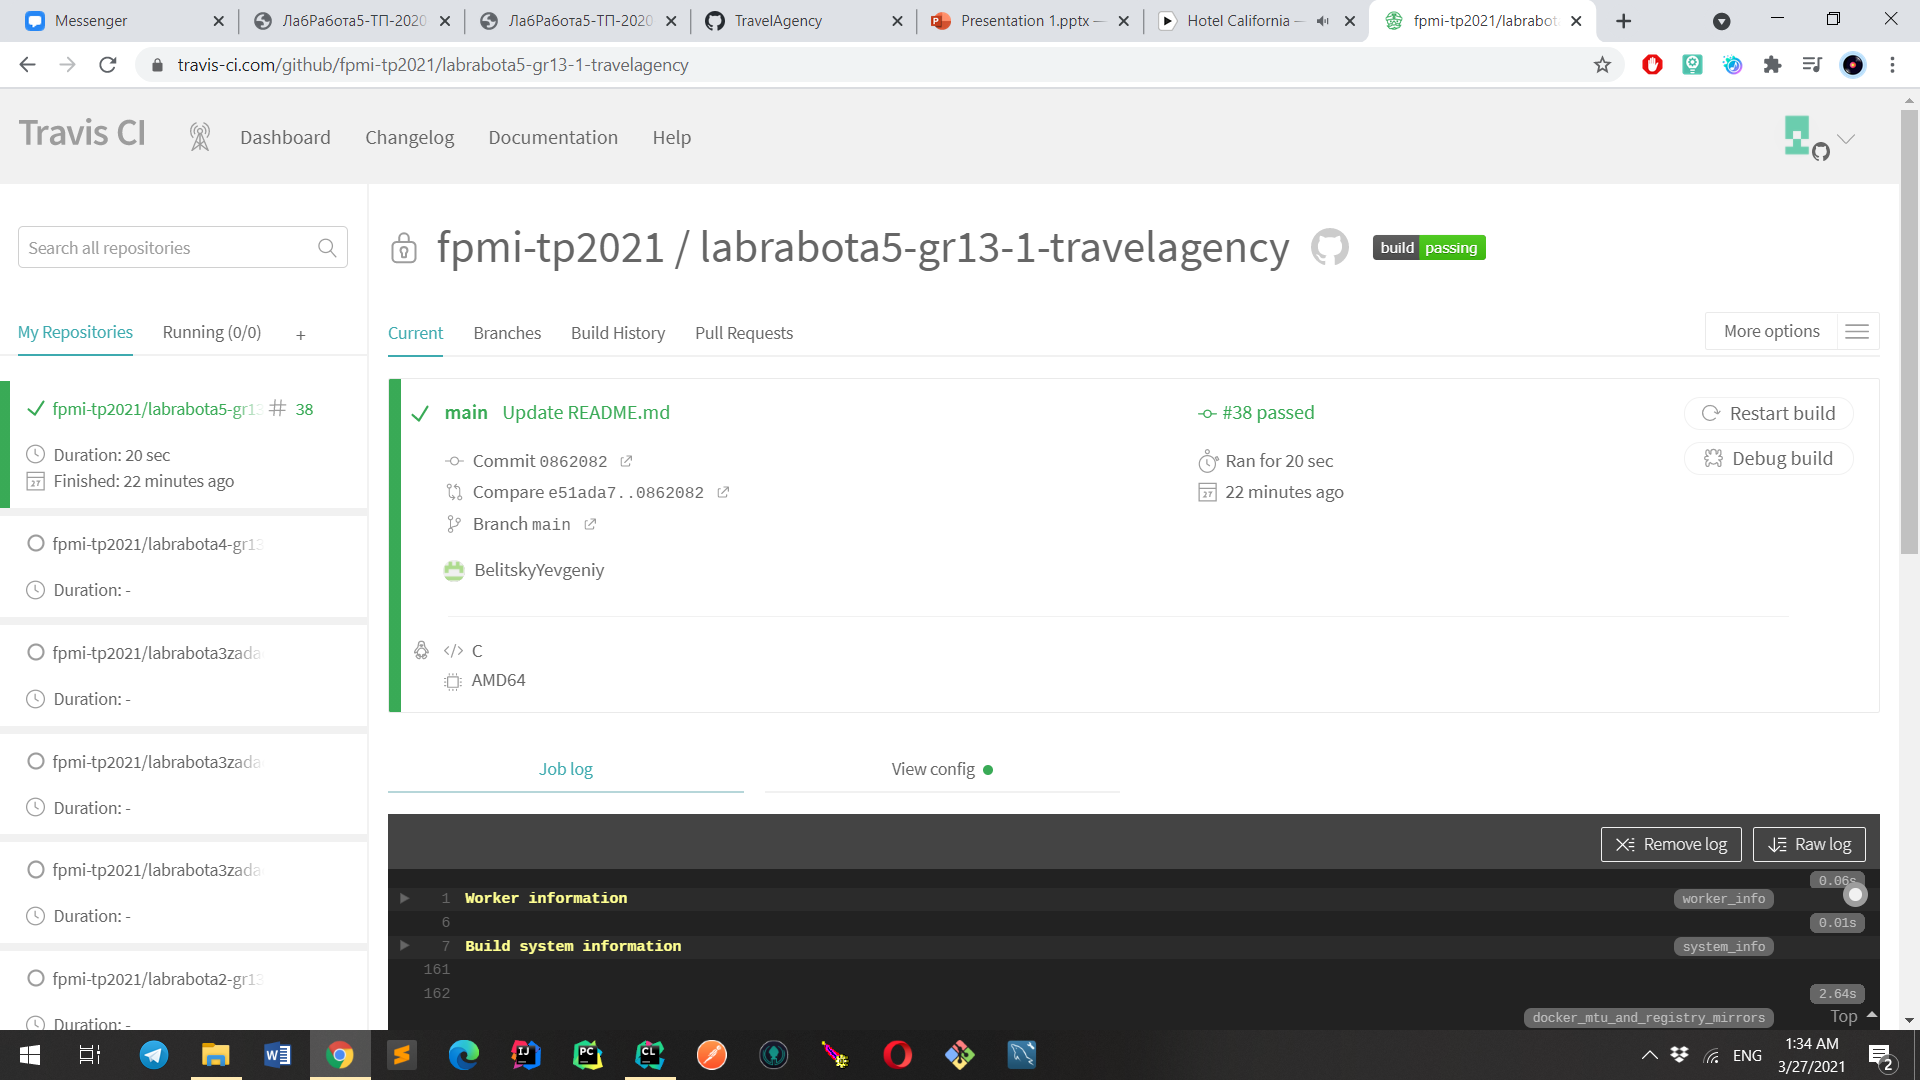 Messenger
ЛабРабота5-ТП-2020
ЛабРабота5-ТП-2020
TravelAgency
Presentation 1.pptx —
Hotel California —
fpmi-tp2021/labrabot
travis-ci.com/github/fpmi-tp2021/labrabota5-gr13-1-travelagency
Travis CI
Dashboard
Changelog
Documentation
Help
Search all repositories
fpmi-tp2021 / labrabota5-gr13-1-travelagency
build passing
My Repositories
Running (0/0)
+
Current
Branches
Build History
Pull Requests
More options
fpmi-tp2021/labrabota5-gr13 # 38
Duration: 20 sec
Finished: 22 minutes ago
fpmi-tp2021/labrabota4-gr13
Duration: -
fpmi-tp2021/labrabota3zada
Duration: -
fpmi-tp2021/labrabota3zada
Duration: -
fpmi-tp2021/labrabota3zada
Duration: -
fpmi-tp2021/labrabota2-gr13
Duration: -
main Update README.md
#38 passed
Restart build
Commit 0862082
Ran for 20 sec
Debug build
Compare e51ada7..0862082
22 minutes ago
Branch main
BelitskyYevgeniy
</> C
AMD64
Job log
View config
Remove log
Raw log
0.06s
1 Worker information worker_info
6 0.01s
7 Build system information system_info
161
162 2.64s
docker_mtu_and_registry_mirrors
Top
ENG
1:34 AM
3/27/2021
2